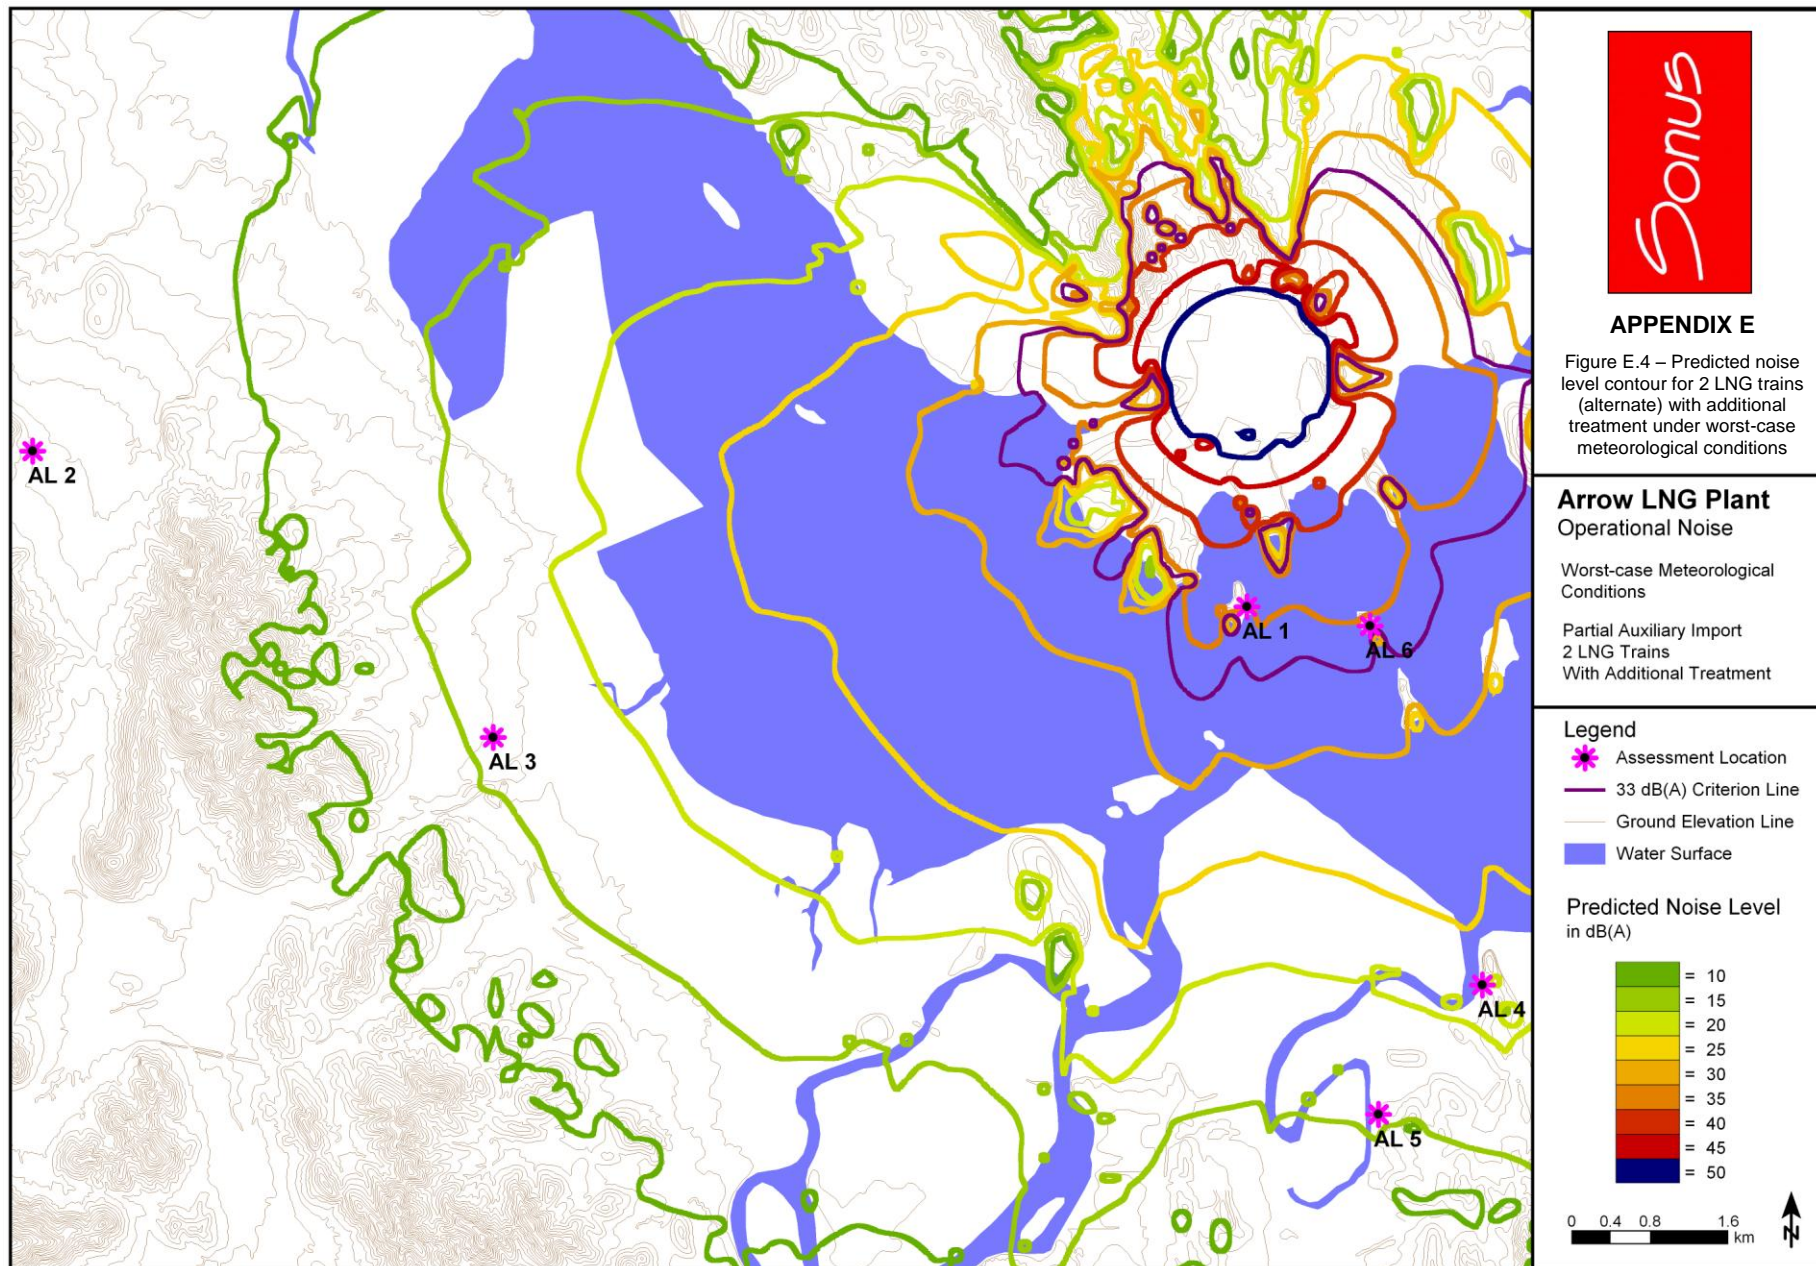 Sonus
APPENDIX E
Figure E.4 – Predicted noise
level contour for 2 LNG trains
(alternate) with additional
treatment under worst-case
meteorological conditions
Arrow LNG Plant
Operational Noise
Worst-case Meteorological
Conditions
Partial Auxiliary Import
2 LNG Trains
With Additional Treatment
Legend
Assessment Location
33 dB(A) Criterion Line
Ground Elevation Line
Water Surface
Predicted Noise Level
in dB(A)
= 10
= 15
= 20
= 25
= 30
= 35
= 40
= 45
= 50
0 0.4 0.8 1.6
km
N
AL 2
AL 1
AL 6
AL 3
AL 4
AL 5